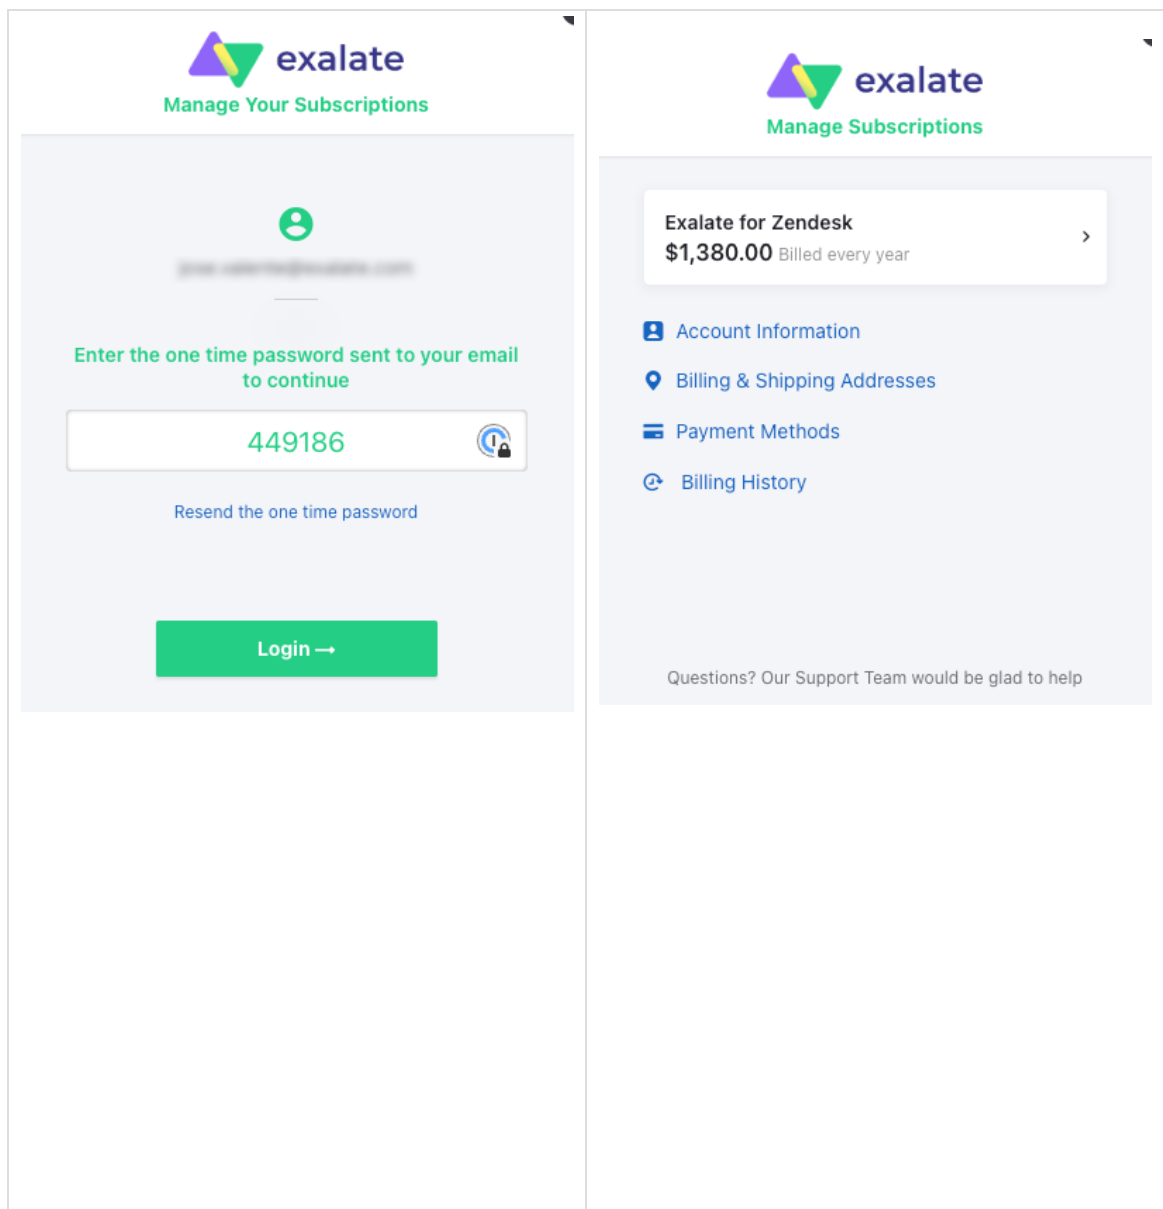 exalate
Manage Your Subscriptions
Enter the one time password sent to your email
to continue
449186
Resend the one time password
Login →
exalate
Manage Subscriptions
Exalate for Zendesk
$1,380.00 Billed every year
Account Information
Billing & Shipping Addresses
Payment Methods
Billing History
Questions? Our Support Team would be glad to help